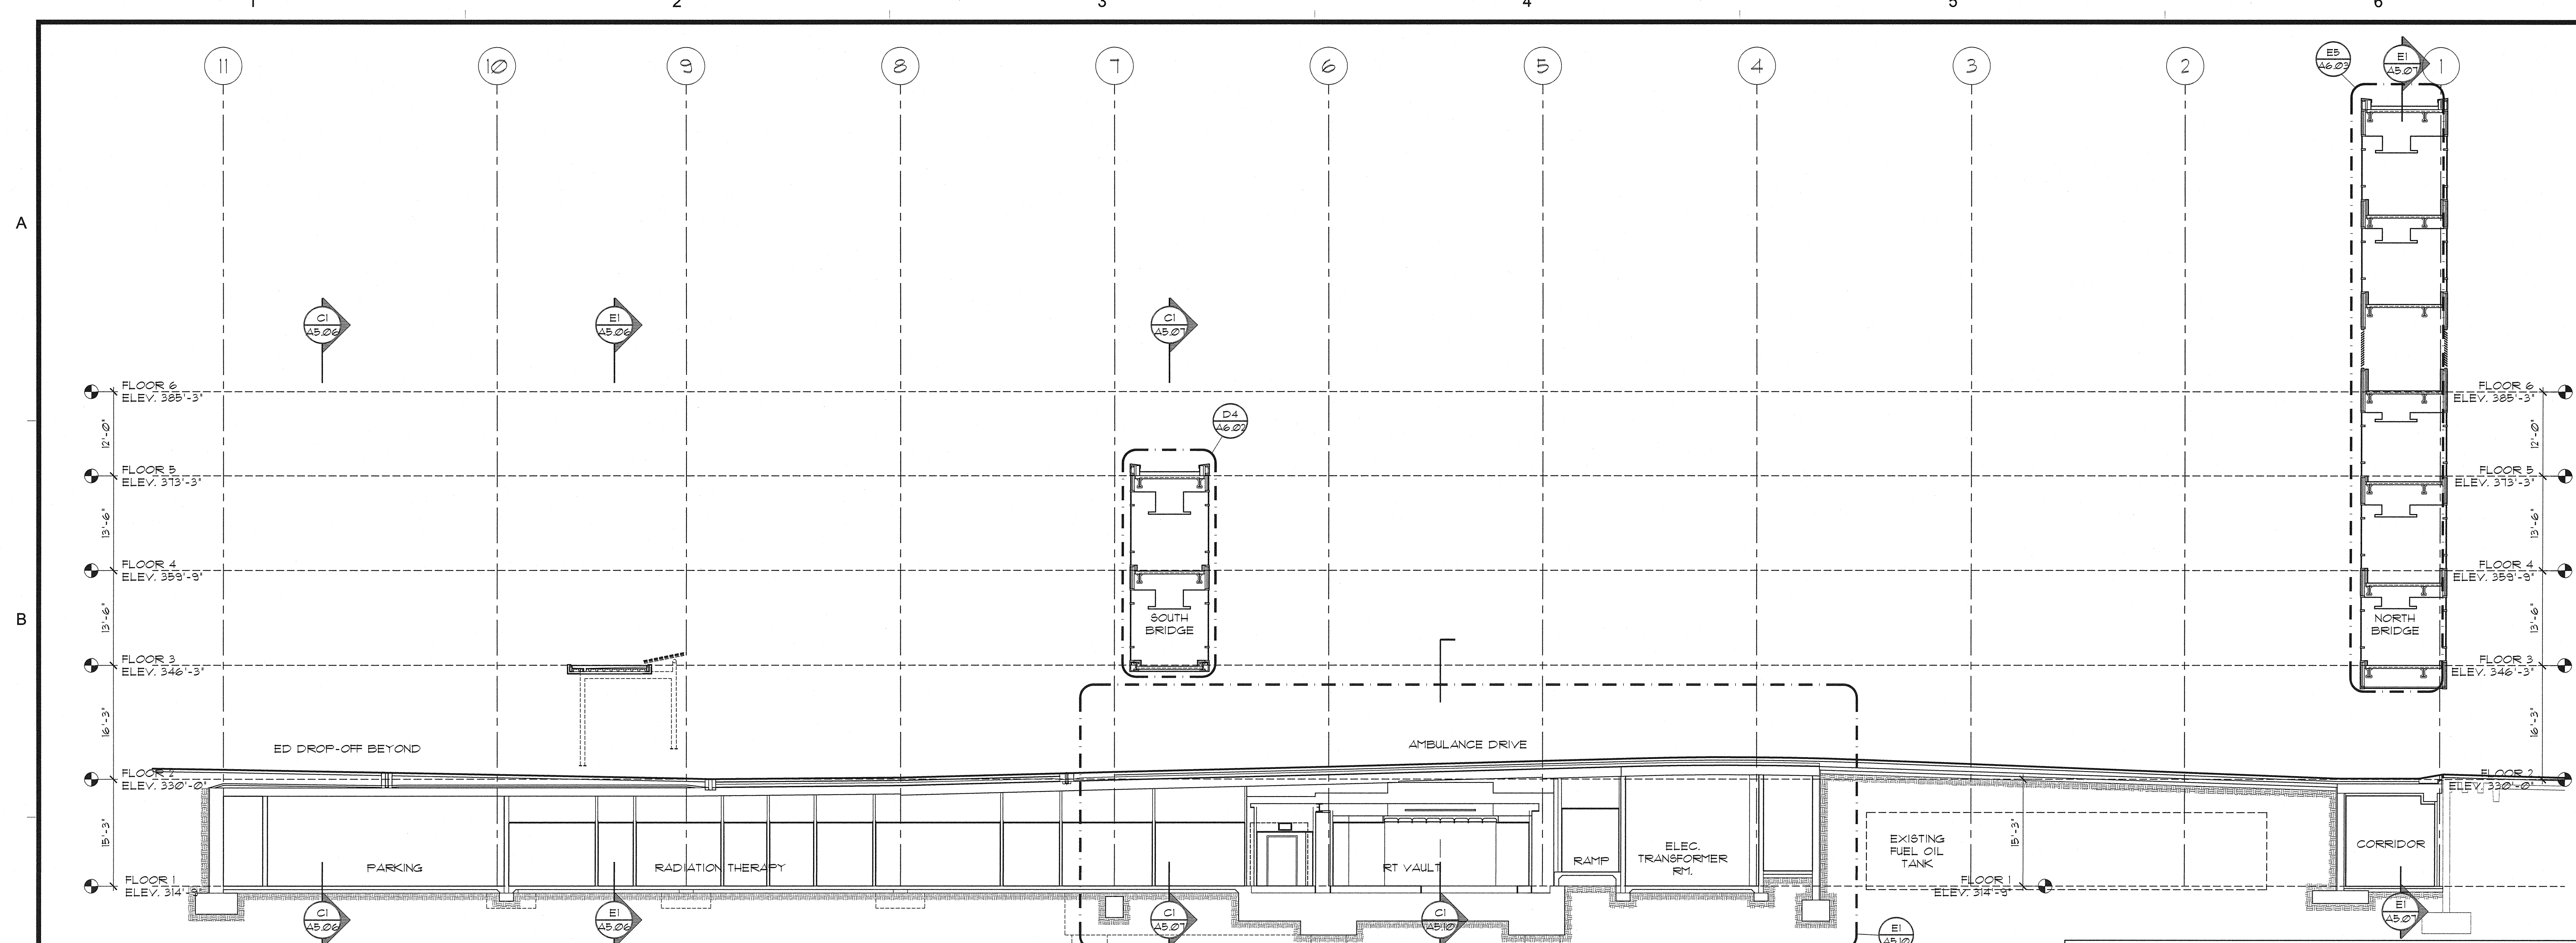 1 2 3 4 5 6
11 10 9 8 7 6 5 4 3 2 1
E5
A6.03
E1
A5.07
A
C1
A5.06
E1
A5.06
C1
A5.07
FLOOR 6
ELEV. 385'-3"
FLOOR 6
ELEV. 385'-3"
12'-0"
12'-0"
D4
A6.02
FLOOR 5
ELEV. 373'-3"
FLOOR 5
ELEV. 373'-3"
13'-6"
13'-6"
FLOOR 4
ELEV. 359'-9"
FLOOR 4
ELEV. 359'-9"
B
13'-6"
SOUTH
BRIDGE
NORTH
BRIDGE
13'-6"
FLOOR 3
ELEV. 346'-3"
FLOOR 3
ELEV. 346'-3"
16'-3"
16'-3"
ED DROP-OFF BEYOND
AMBULANCE DRIVE
FLOOR 2
ELEV. 330'-0"
FLOOR 2
ELEV. 330'-0"
15'-3"
PARKING
RADIATION THERAPY
RT VAULT
RAMP
ELEC.
TRANSFORMER
RM.
EXISTING
FUEL OIL
TANK
15'-3"
CORRIDOR
FLOOR 1
ELEV. 314'-9"
FLOOR 1
ELEV. 314'-9"
C1
A5.06
E1
A5.06
C1
A5.07
C1
A5.10
E1
A5.10
E1
A5.07